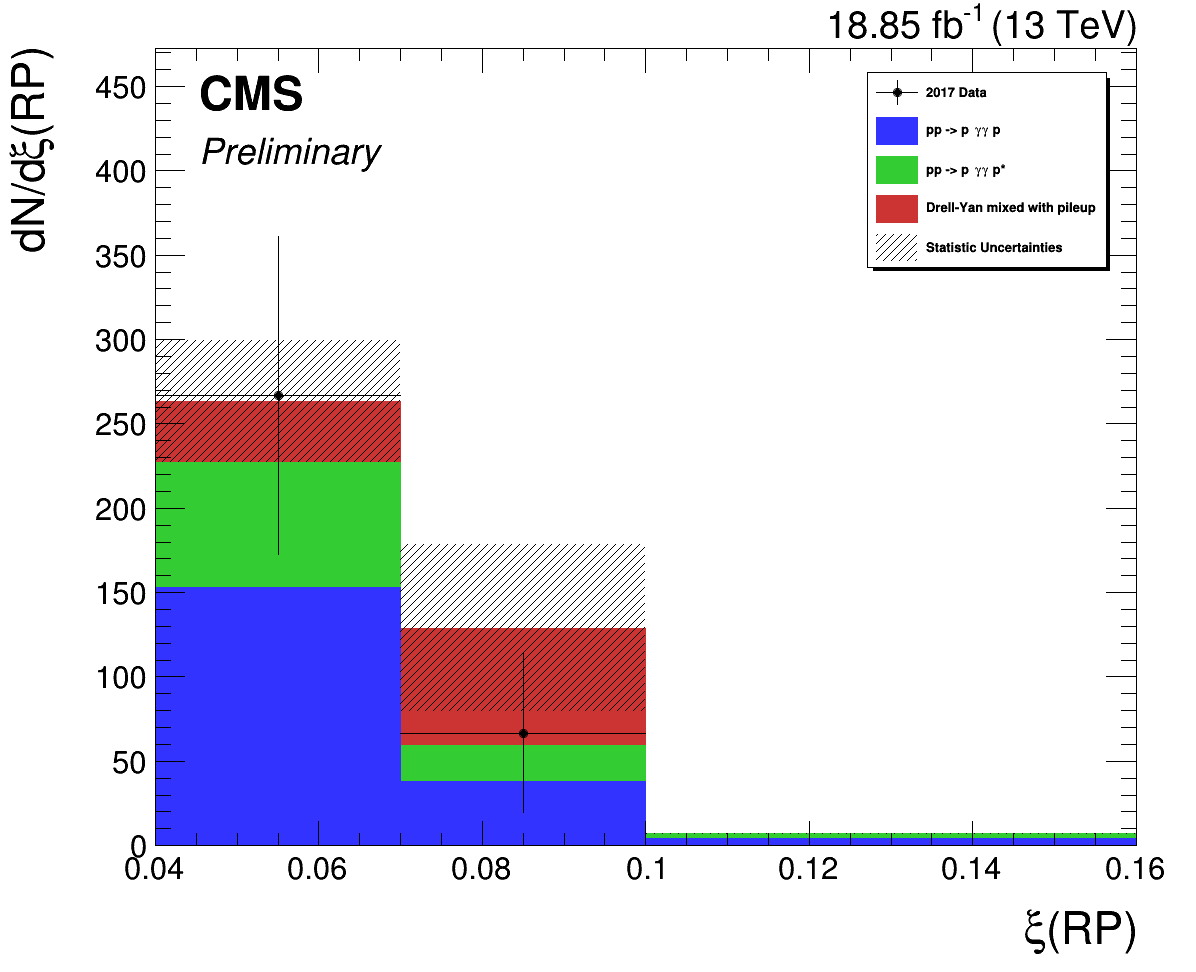 18.85 fb⁻¹ (13 TeV)
dN/dξ(RP)
CMS
Preliminary
2017 Data
pp -> p γγ p
pp -> p γγ p*
Drell-Yan mixed with pileup
Statistic Uncertainties
450
400
350
300
250
200
150
100
50
0
0.04 0.06 0.08 0.1 0.12 0.14 0.16
ξ(RP)